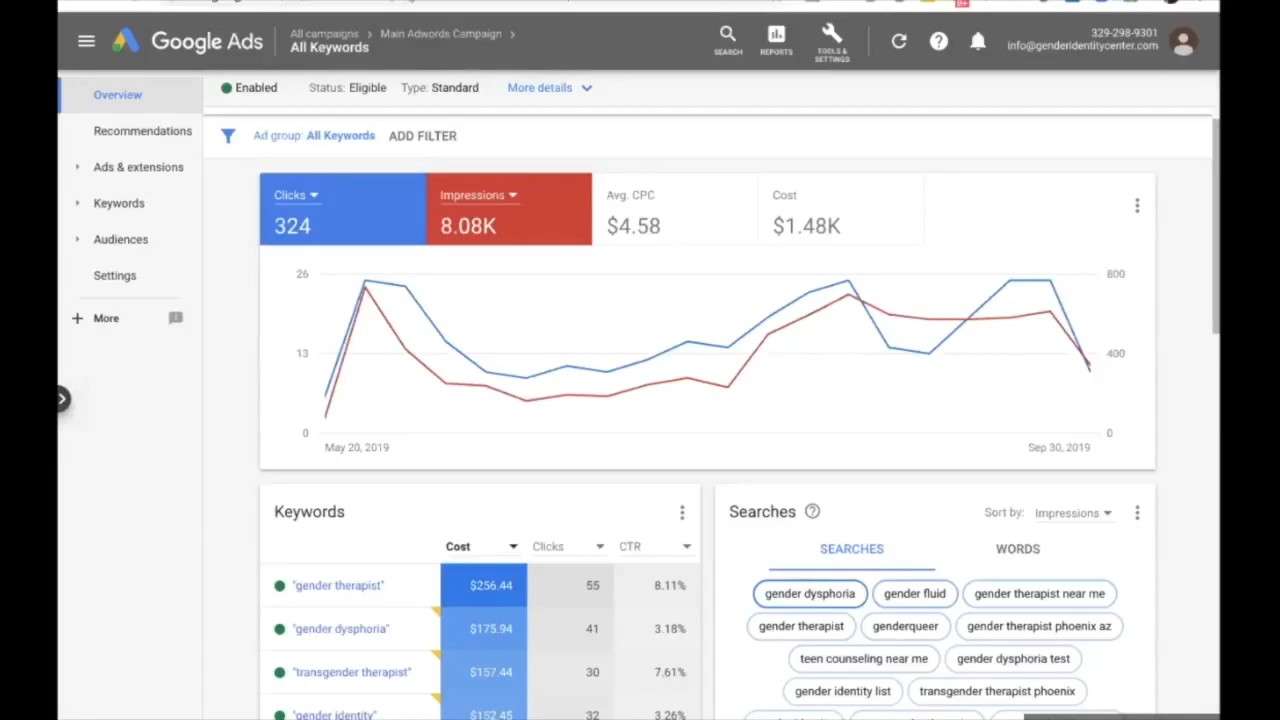 Google Ads
All campaigns > Main Adwords Campaign >
All Keywords
SEARCH
REPORTS
TOOLS &
SETTINGS
329-298-9301
info@genderidentitycenter.com
Overview
Recommendations
Ads & extensions
Keywords
Audiences
Settings
+ More
Enabled Status: Eligible Type: Standard More details
Ad group: All Keywords ADD FILTER
Clicks
324
Impressions
8.08K
Avg. CPC
$4.58
Cost
$1.48K
26
13
0
800
400
0
May 20, 2019
Sep 30, 2019
Keywords
Cost Clicks CTR
"gender therapist" $256.44 55 8.11%
"gender dysphoria" $175.94 41 3.18%
"transgender therapist" $157.44 30 7.61%
"gender identity" $152.45 32 3.26%
Searches
Sort by: Impressions
SEARCHES WORDS
gender dysphoria gender fluid gender therapist near me
gender therapist genderqueer gender therapist phoenix az
teen counseling near me gender dysphoria test
gender identity list transgender therapist phoenix